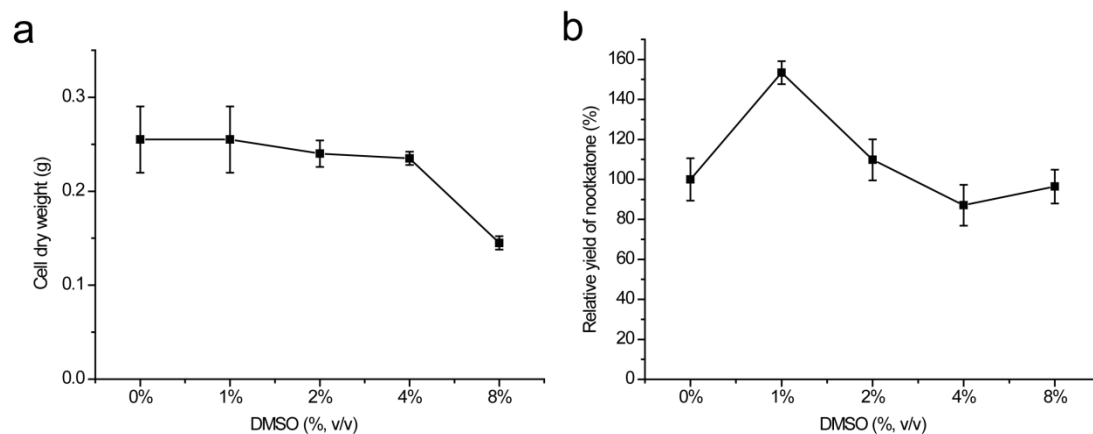 a
Cell dry weight (g)
0.3
0.2
0.1
0.0
0% 1% 2% 4% 8%
DMSO (%, v/v)
b
Relative yield of nootkatone (%)
160
140
120
100
80
60
40
20
0
0% 1% 2% 4% 8%
DMSO (%, v/v)